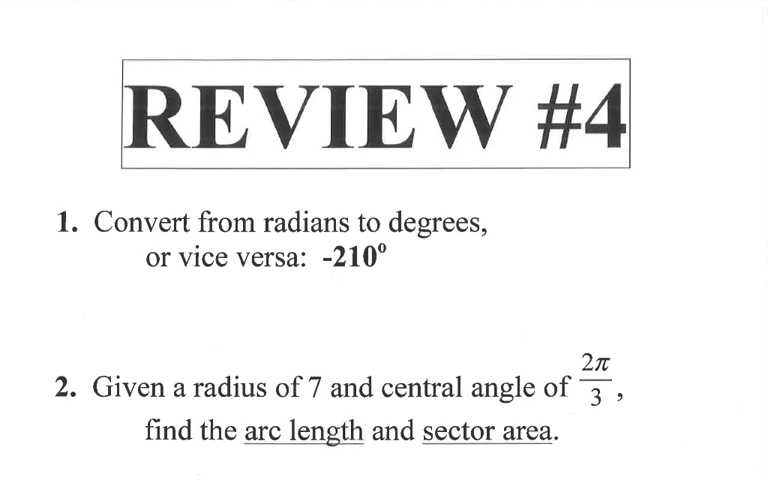 REVIEW #4
1. Convert from radians to degrees,
or vice versa: -210°
2. Given a radius of 7 and central angle of 2π/3,
find the arc length and sector area.